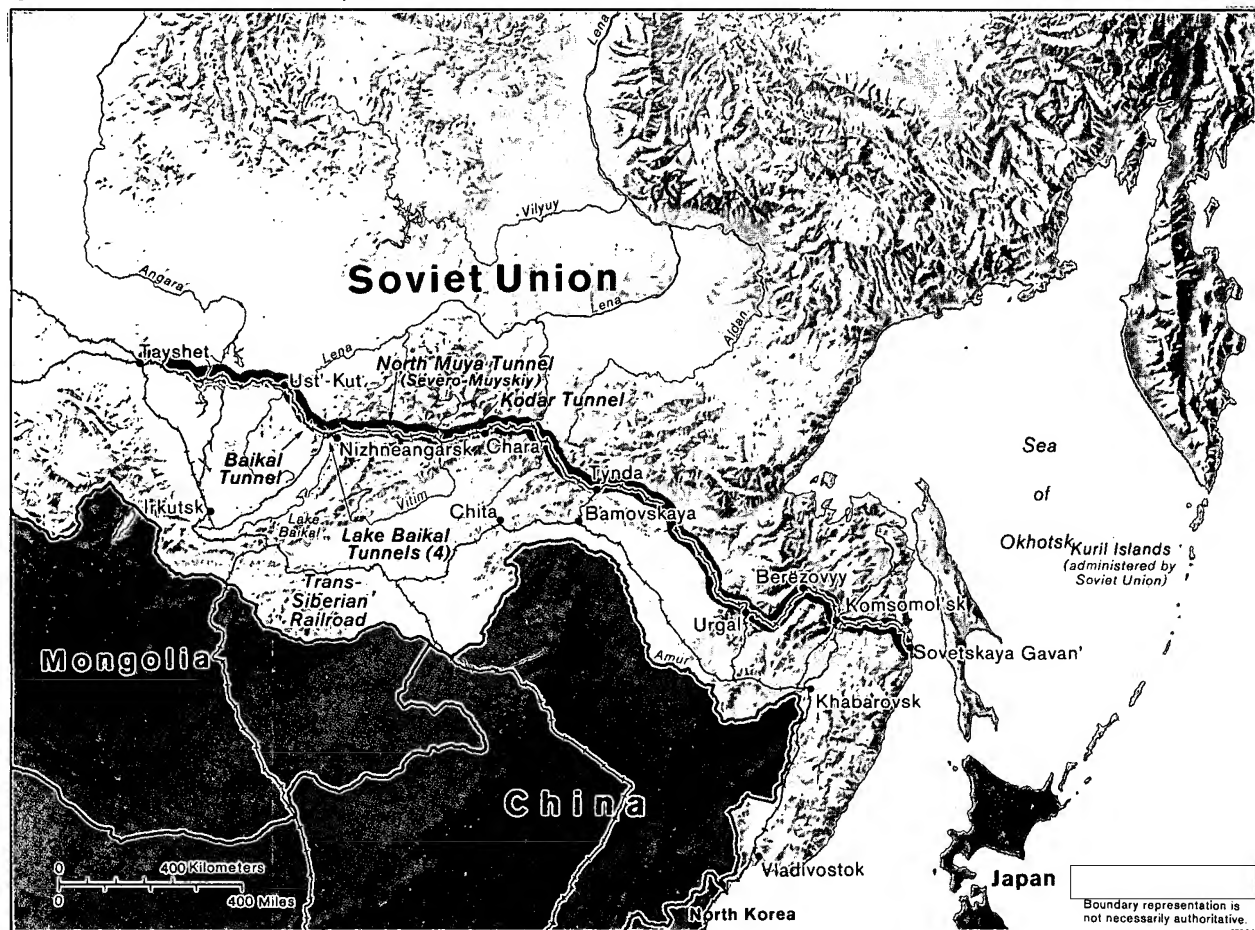 Lena
Vilyuy
Angara
Soviet Union
Lena
Aldan
Tayshet
Lena
North Muya Tunnel
(Severo-Muyskiy)
Ust'-Kut
Kodar Tunnel
Nizhneangarsk
Chara
Baikal
Tunnel
Tynda
Sea
of
Okhotsk
Vitim
Irkutsk
Chita
Bamovskaya
Lake
Baikal
Lake Baikal
Tunnels (4)
Kuril Islands
(administered by
Soviet Union)
Berezovyy
Trans-
Siberian
Railroad
Komsomol'sk
Urgal
Mongolia
Amur
Sovetskaya Gavan'
Khabarovsk
China
0 400 Kilometers
0 400 Miles
Vladivostok
Japan
North Korea
Boundary representation is
not necessarily authoritative.